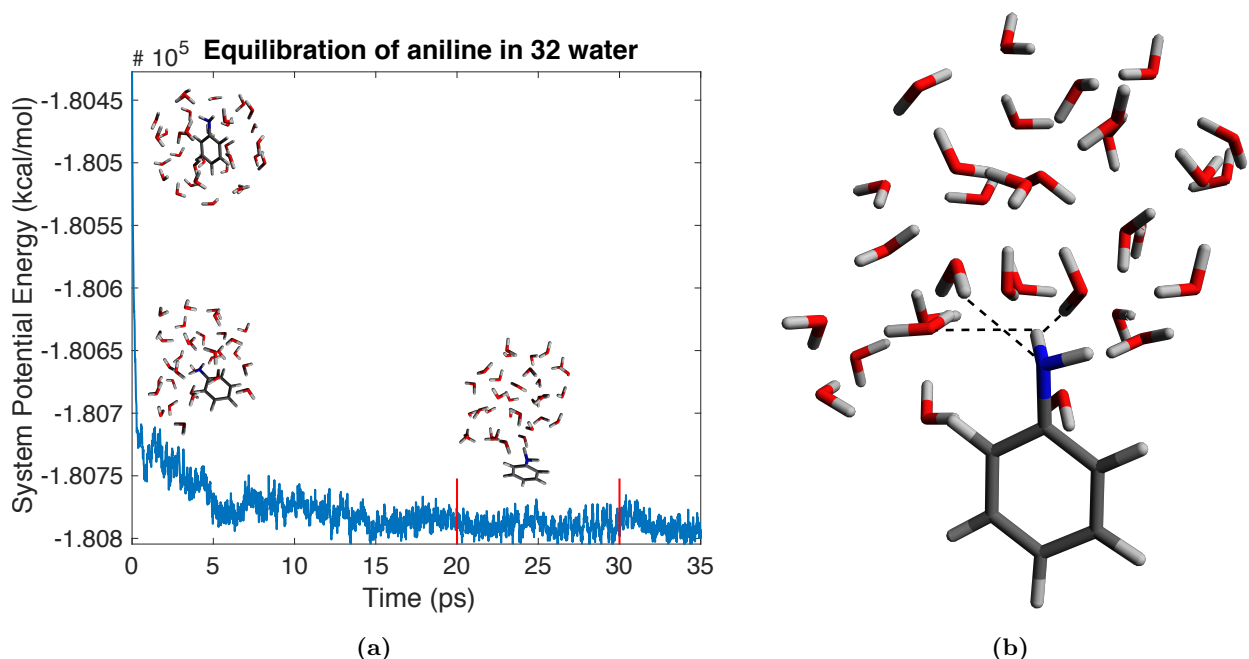 # 10^5 Equilibration of aniline in 32 water
System Potential Energy (kcal/mol)
-1.8045
-1.805
-1.8055
-1.806
-1.8065
-1.807
-1.8075
-1.808
0 5 10 15 20 25 30 35
Time (ps)
(a)
(b)